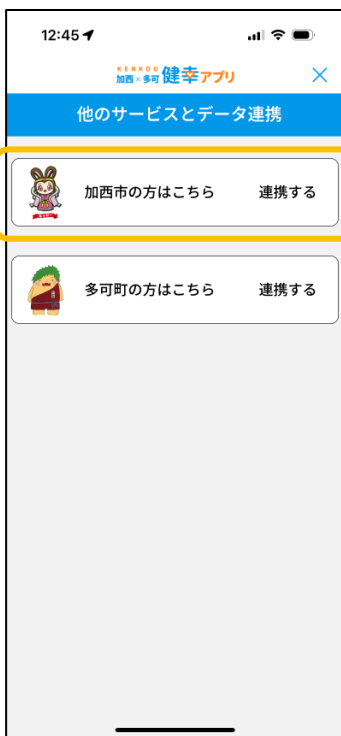 12:45
KENKOU
加西×多可 健幸アプリ
他のサービスとデータ連携
加西市の方はこちら 連携する
多可町の方はこちら 連携する